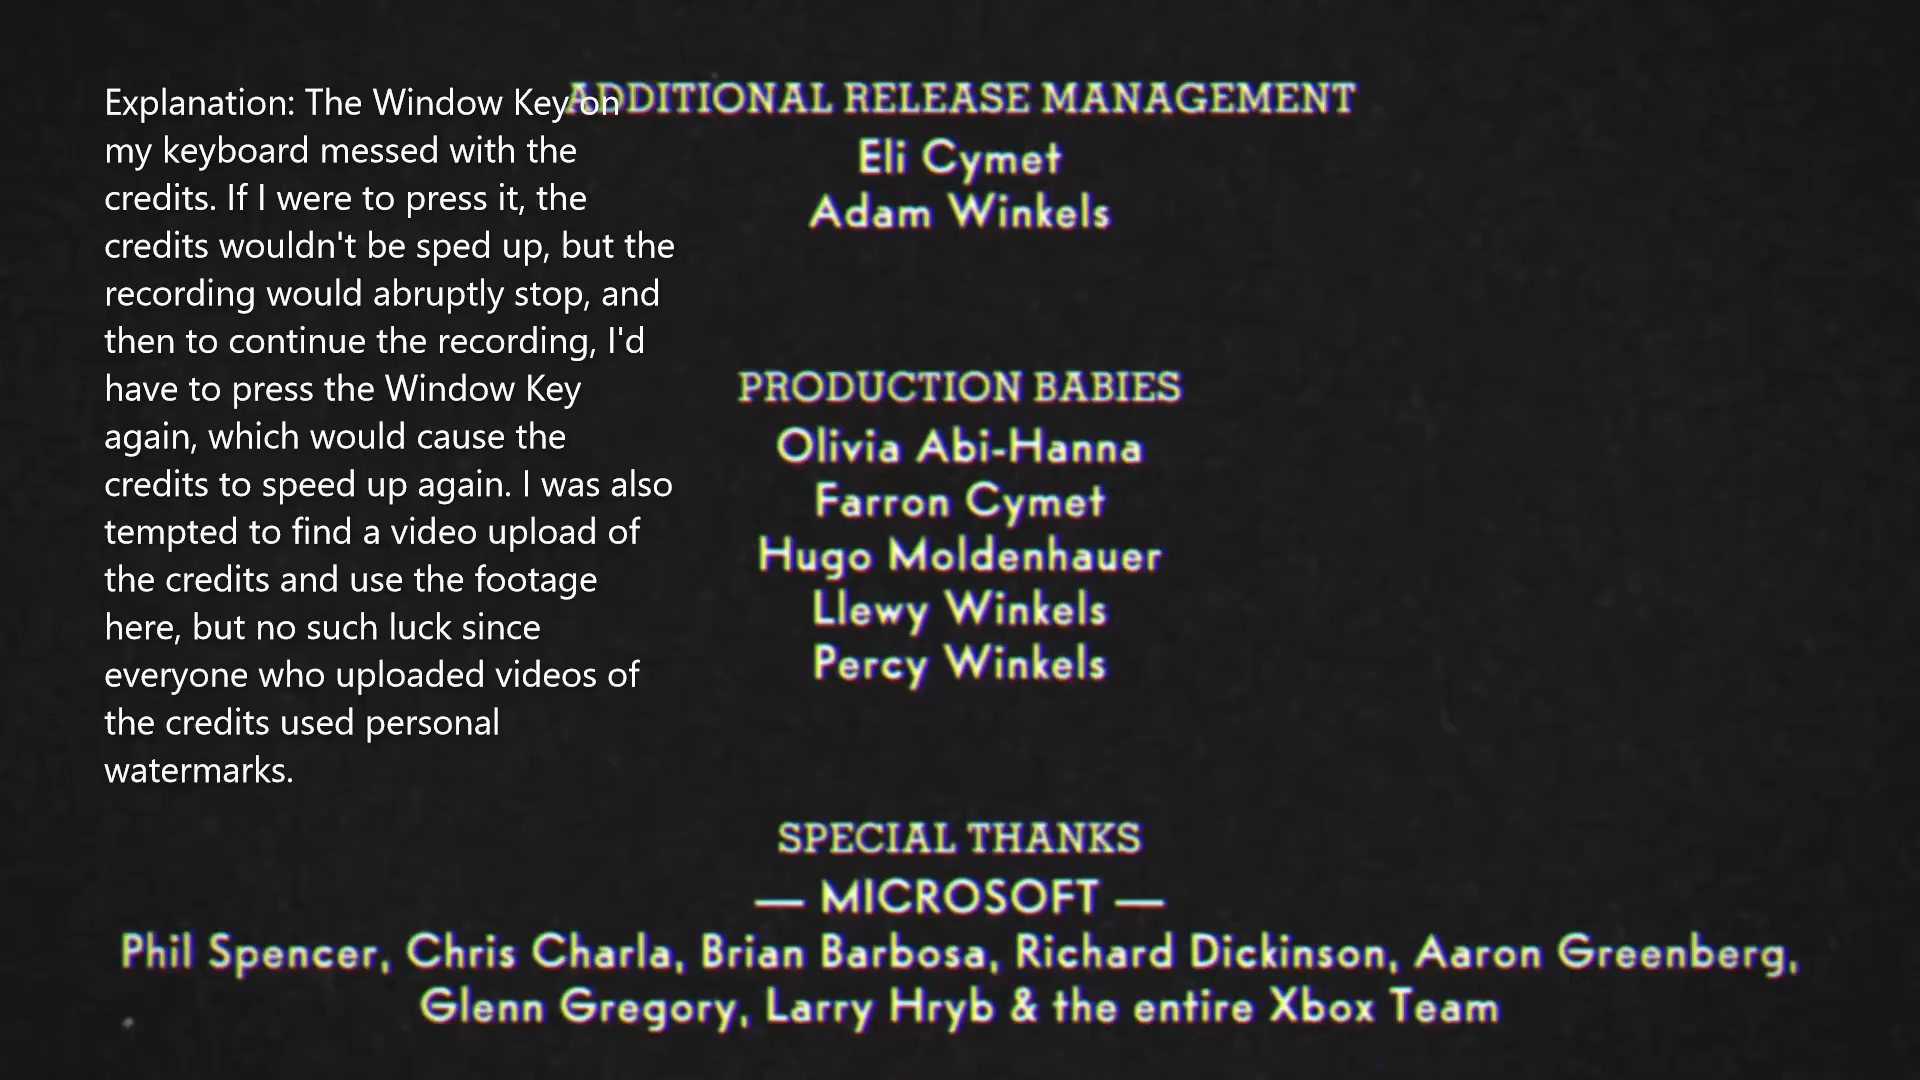 Explanation: The Window Key on
my keyboard messed with the
credits. If I were to press it, the
credits wouldn't be sped up, but the
recording would abruptly stop, and
then to continue the recording, I'd
have to press the Window Key
again, which would cause the
credits to speed up again. I was also
tempted to find a video upload of
the credits and use the footage
here, but no such luck since
everyone who uploaded videos of
the credits used personal
watermarks.
ADDITIONAL RELEASE MANAGEMENT
Eli Cymet
Adam Winkels
PRODUCTION BABIES
Olivia Abi-Hanna
Farron Cymet
Hugo Moldenhauer
Llewy Winkels
Percy Winkels
SPECIAL THANKS
— MICROSOFT —
Phil Spencer, Chris Charla, Brian Barbosa, Richard Dickinson, Aaron Greenberg,
Glenn Gregory, Larry Hryb & the entire Xbox Team